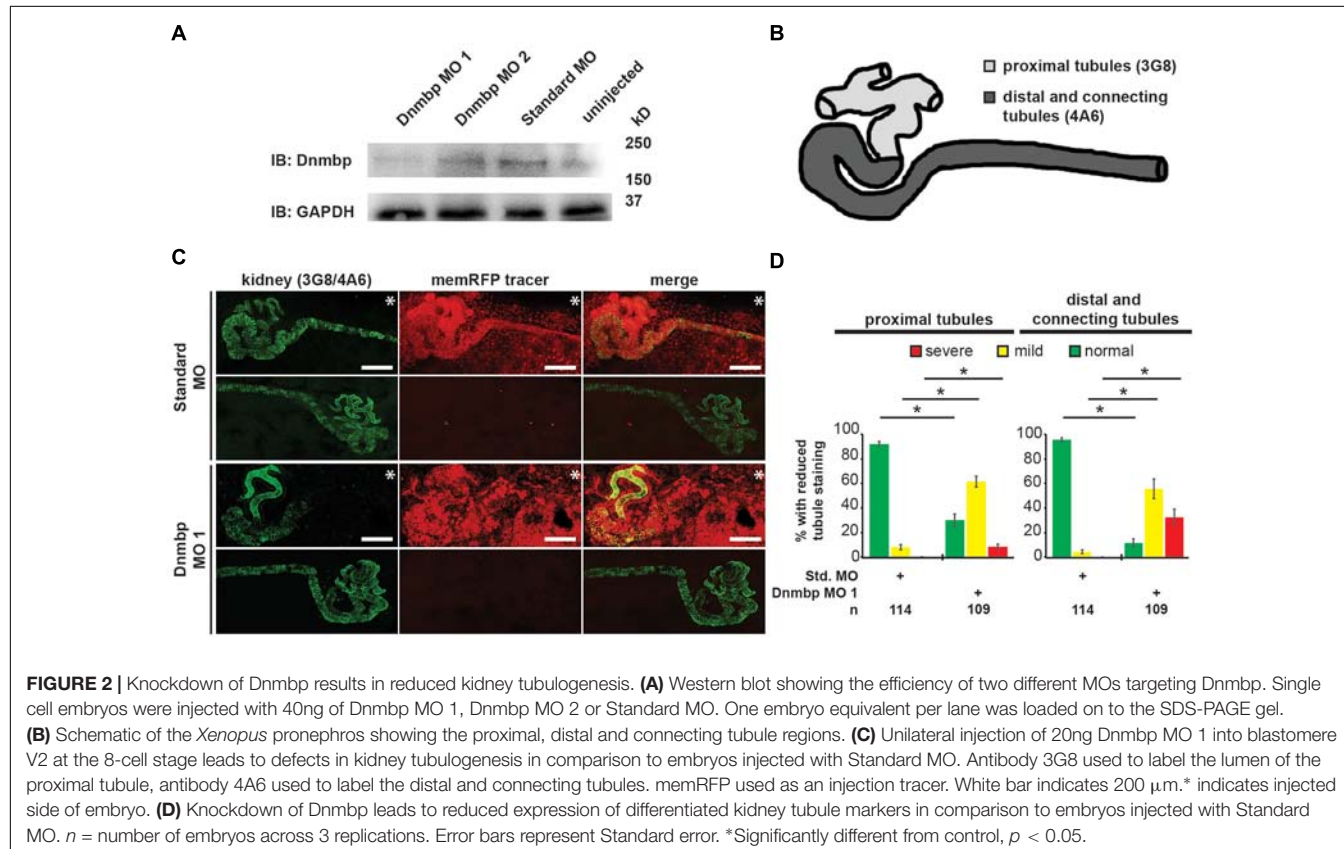 A
Dnmbp MO 1
Dnmbp MO 2
Standard MO
uninjected
kD
IB: Dnmbp
250
150
IB: GAPDH
37
B
proximal tubules (3G8)
distal and connecting
tubules (4A6)
C
kidney (3G8/4A6)
memRFP tracer
merge
Standard
MO
*
*
*
Dnmbp
MO 1
*
*
*
D
proximal tubules
distal and
connecting tubules
severe
mild
normal
*
*
*
*
*
*
% with reduced
tubule staining
100
80
60
40
20
0
100
80
60
40
20
0
Std. MO + +
Dnmbp MO 1 + +
n 114 109 114 109
FIGURE 2 | Knockdown of Dnmbp results in reduced kidney tubulogenesis. (A) Western blot showing the efficiency of two different MOs targeting Dnmbp. Single
cell embryos were injected with 40ng of Dnmbp MO 1, Dnmbp MO 2 or Standard MO. One embryo equivalent per lane was loaded on to the SDS-PAGE gel.
(B) Schematic of the Xenopus pronephros showing the proximal, distal and connecting tubule regions. (C) Unilateral injection of 20ng Dnmbp MO 1 into blastomere
V2 at the 8-cell stage leads to defects in kidney tubulogenesis in comparison to embryos injected with Standard MO. Antibody 3G8 used to label the lumen of the
proximal tubule, antibody 4A6 used to label the distal and connecting tubules. memRFP used as an injection tracer. White bar indicates 200 μm.* indicates injected
side of embryo. (D) Knockdown of Dnmbp leads to reduced expression of differentiated kidney tubule markers in comparison to embryos injected with Standard
MO. n = number of embryos across 3 replications. Error bars represent Standard error. *Significantly different from control, p < 0.05.